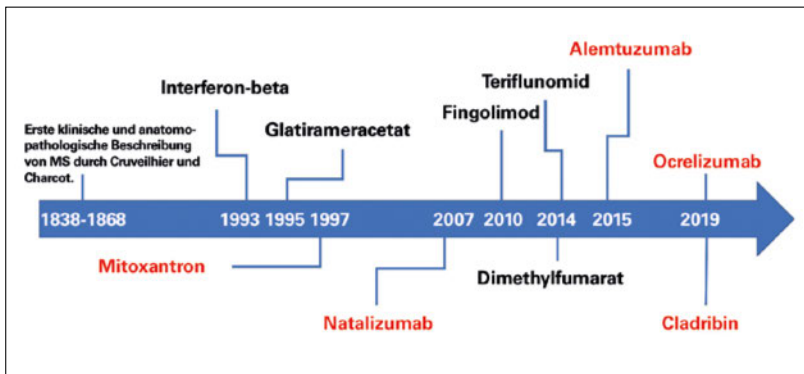 Alemtuzumab
Teriflunomid
Interferon-beta
Fingolimod
Glatirameracetat
Erste klinische und anatomo-
pathologische Beschreibung
von MS durch Cruveilhier und
Charcot.
Ocrelizumab
1838-1868 1993 1995 1997 2007 2010 2014 2015 2019
Mitoxantron
Dimethylfumarat
Natalizumab
Cladribin